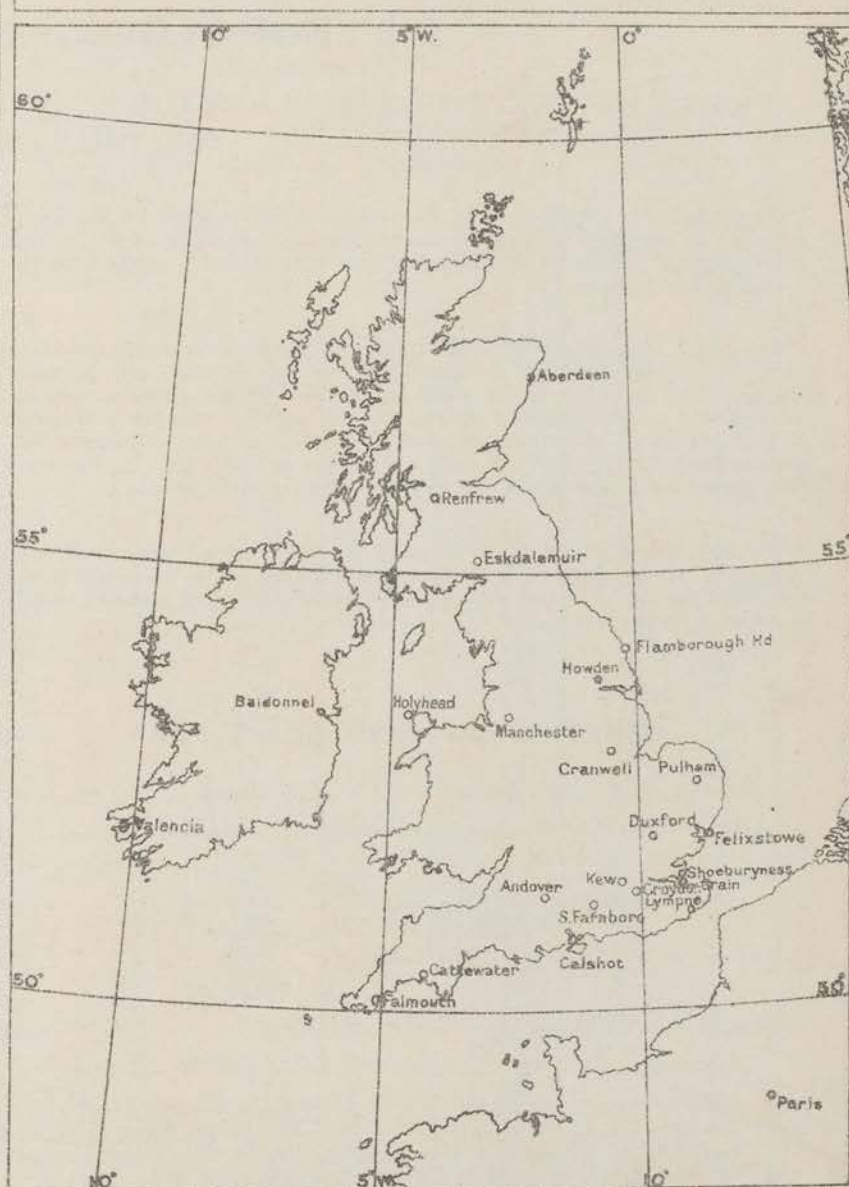 10° 5°W. 0°
60°
Aberdeen
Renfrew
55° 55°
Eskdalemuir
Flamborough Hd
Howden
Baldonnel Holyhead
Manchester
Cranwell Pulham
Valencia
Duxford Felixstowe
Shoeburyness
Kew Grain
Andover Croydon
Lympne
S.Farnboro
Calshot
Cattewater
50° 50°
Falmouth
Paris
10° 5°W. 0°